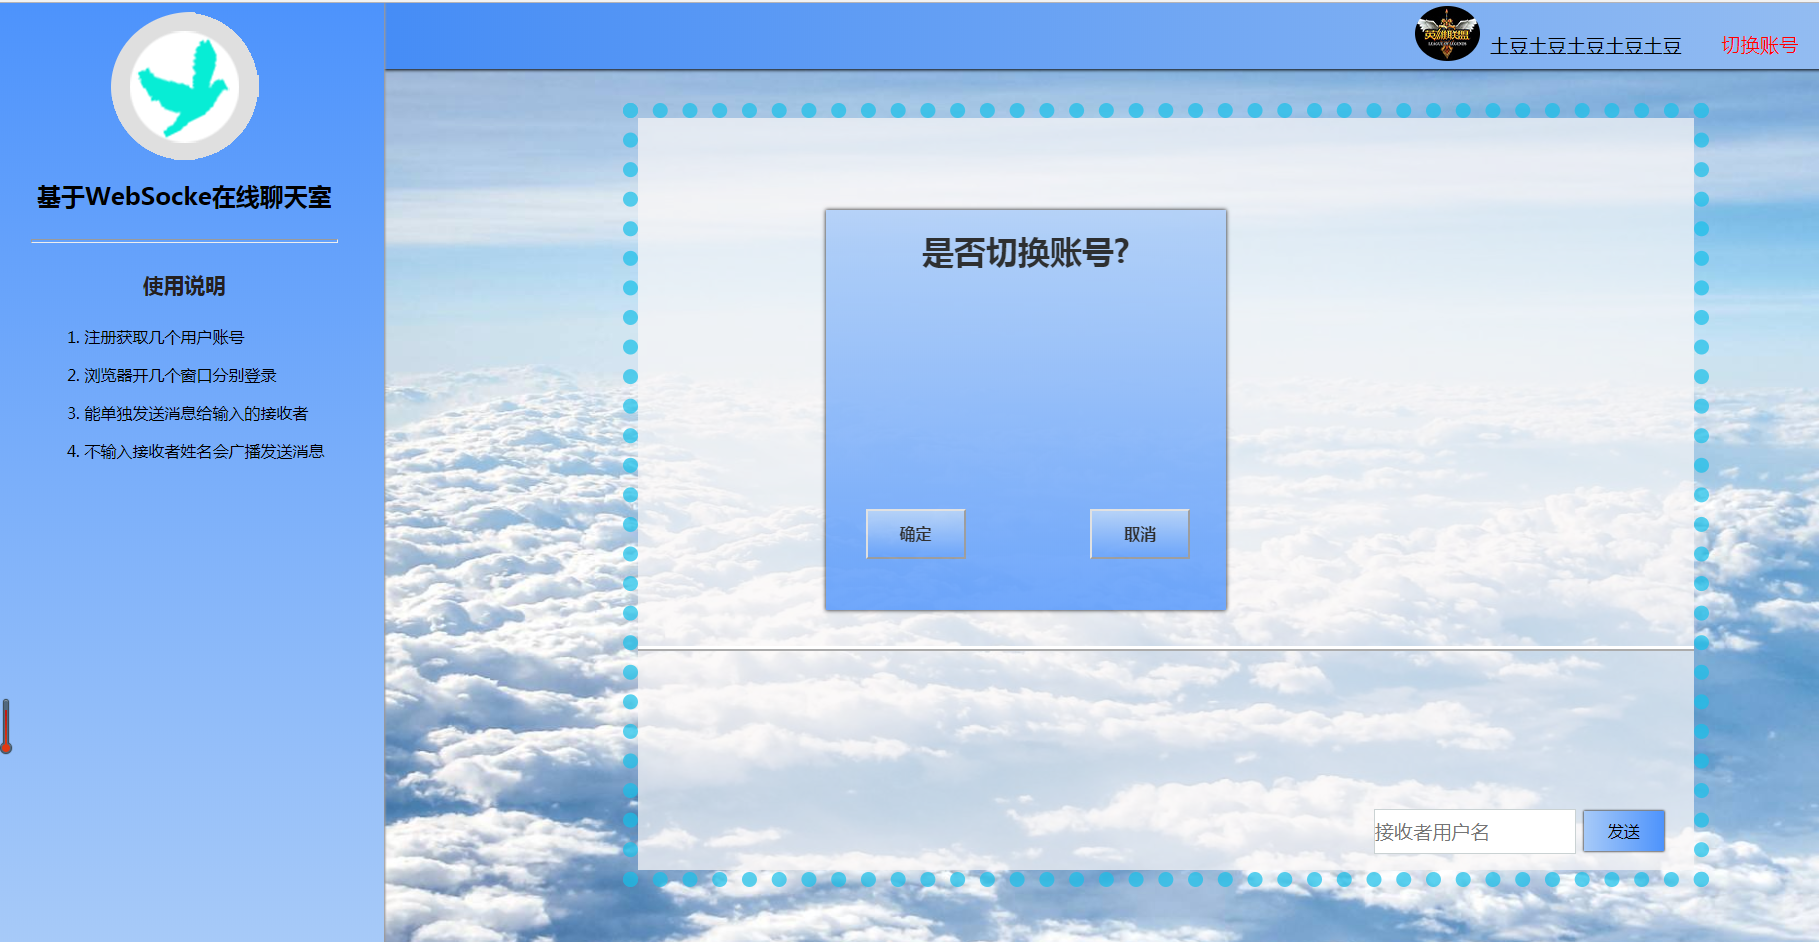 基于WebSocke在线聊天室
使用说明
1. 注册获取几个用户账号
2. 浏览器开几个窗口分别登录
3. 能单独发送消息给输入的接收者
4. 不输入接收者姓名会广播发送消息
英雄联盟
LEAGUE OF LEGENDS
土豆土豆土豆土豆土豆
切换账号
是否切换账号?
确定
取消
接收者用户名
发送